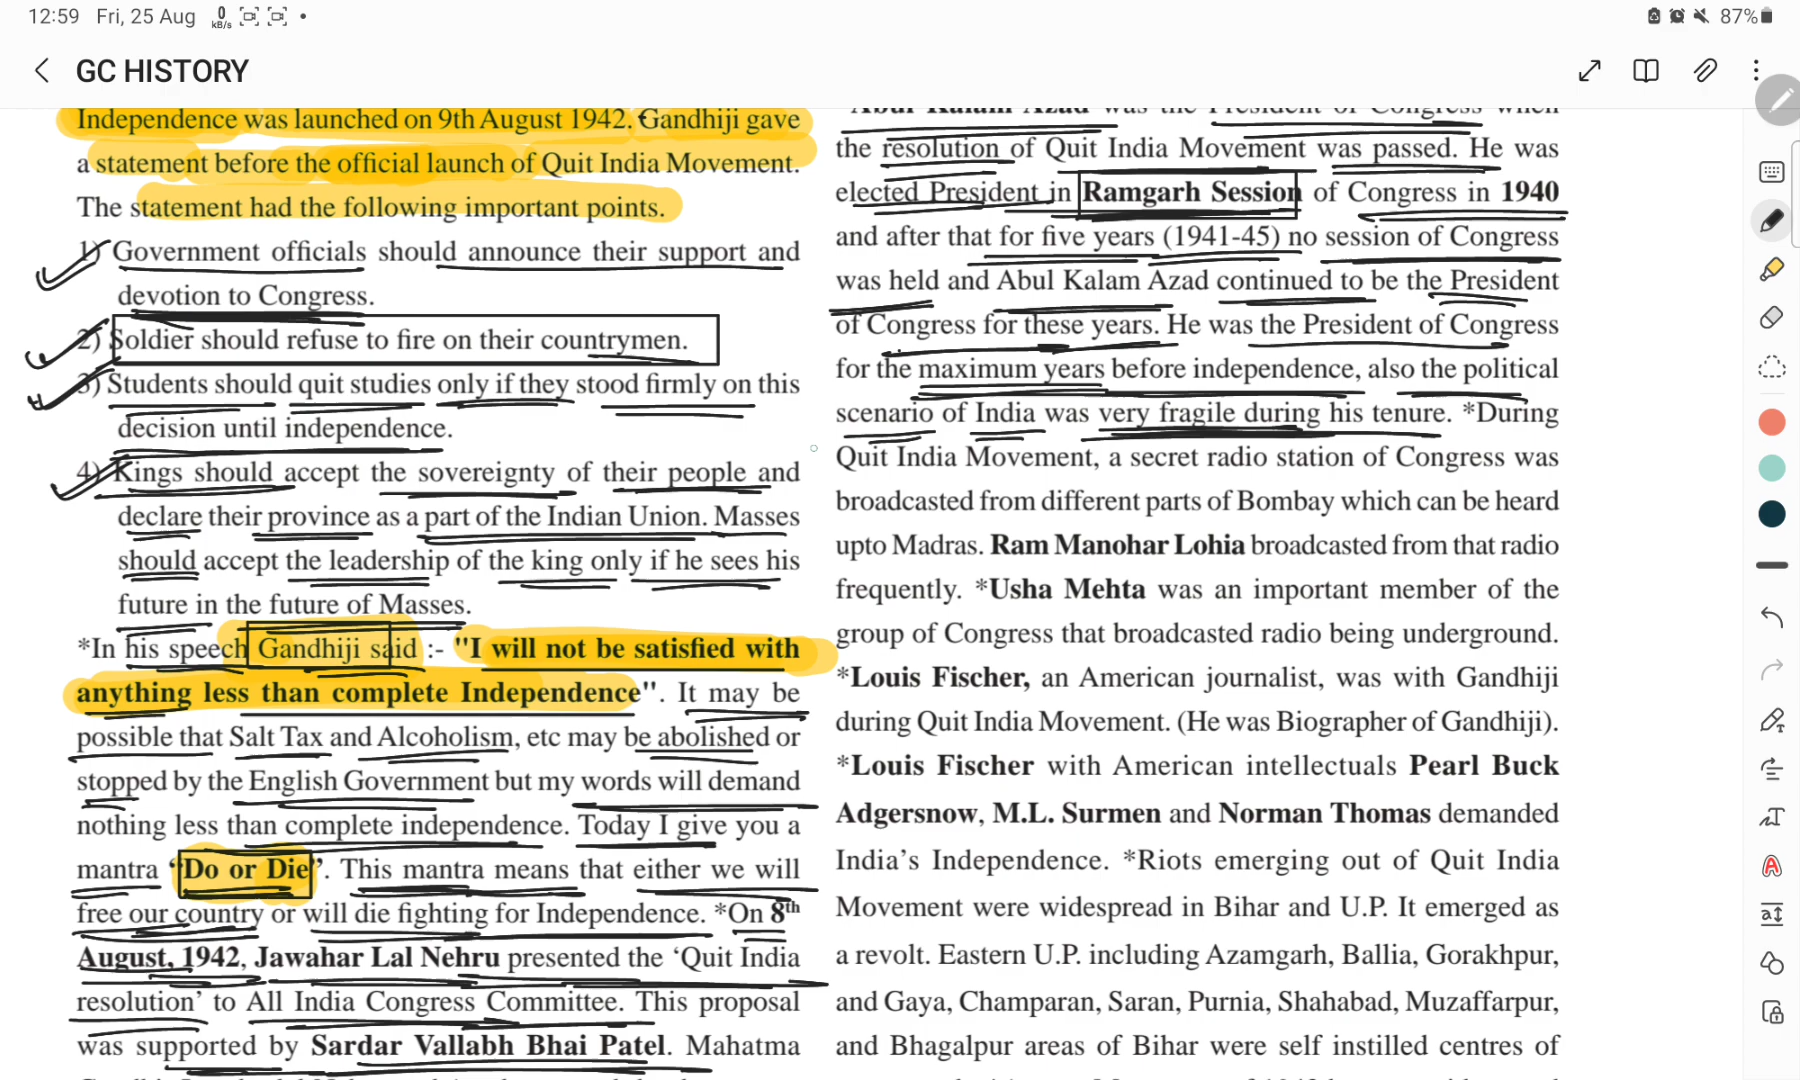 12:59 Fri, 25 Aug 0 kB/s 87%
GC HISTORY
Independence was launched on 9th August 1942. Gandhiji gave
a statement before the official launch of Quit India Movement.
The statement had the following important points.
1) Government officials should announce their support and
devotion to Congress.
2) Soldier should refuse to fire on their countrymen.
3) Students should quit studies only if they stood firmly on this
decision until independence.
4) Kings should accept the sovereignty of their people and
declare their province as a part of the Indian Union. Masses
should accept the leadership of the king only if he sees his
future in the future of Masses.
*In his speech Gandhiji said :- "I will not be satisfied with
anything less than complete Independence". It may be
possible that Salt Tax and Alcoholism, etc may be abolished or
stopped by the English Government but my words will demand
nothing less than complete independence. Today I give you a
mantra “Do or Die”. This mantra means that either we will
free our country or will die fighting for Independence. *On 8th
August, 1942, Jawahar Lal Nehru presented the ‘Quit India
resolution’ to All India Congress Committee. This proposal
was supported by Sardar Vallabh Bhai Patel. Mahatma
Abul Kalam Azad was the President of Congress when
the resolution of Quit India Movement was passed. He was
elected President in Ramgarh Session of Congress in 1940
and after that for five years (1941-45) no session of Congress
was held and Abul Kalam Azad continued to be the President
of Congress for these years. He was the President of Congress
for the maximum years before independence, also the political
scenario of India was very fragile during his tenure. *During
Quit India Movement, a secret radio station of Congress was
broadcasted from different parts of Bombay which can be heard
upto Madras. Ram Manohar Lohia broadcasted from that radio
frequently. *Usha Mehta was an important member of the
group of Congress that broadcasted radio being underground.
*Louis Fischer, an American journalist, was with Gandhiji
during Quit India Movement. (He was Biographer of Gandhiji).
*Louis Fischer with American intellectuals Pearl Buck
Adgersnow, M.L. Surmen and Norman Thomas demanded
India’s Independence. *Riots emerging out of Quit India
Movement were widespread in Bihar and U.P. It emerged as
a revolt. Eastern U.P. including Azamgarh, Ballia, Gorakhpur,
and Gaya, Champaran, Saran, Purnia, Shahabad, Muzaffarpur,
and Bhagalpur areas of Bihar were self instilled centres of